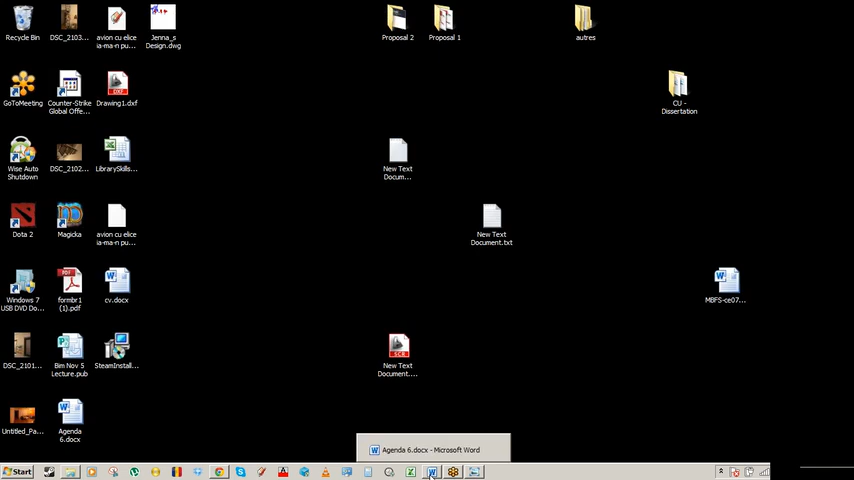 Recycle Bin
DSC_2103...
avion cu elice
ia-ma-n pu...
Jenna_s
Design.dwg
Proposal 2
Proposal 1
autres
GoToMeeting
Counter-Strike
Global Offe...
DXF
Drawing1.dxf
CU -
Dissertation
Wise Auto
Shutdown
DSC_2102...
LibrarySkills...
New Text
Docum...
Dota 2
Magicka
avion cu elice
ia-ma-n pu...
New Text
Document.txt
Windows 7
USB DVD Do...
PDF
formbr1
(1).pdf
cv.docx
MBFS-ce07...
DSC_2101...
Bim Nov 5
Lecture.pub
SteamInstall...
SCR
New Text
Document....
Untitled_Pa...
Agenda
6.docx
Agenda 6.docx - Microsoft Word
Start